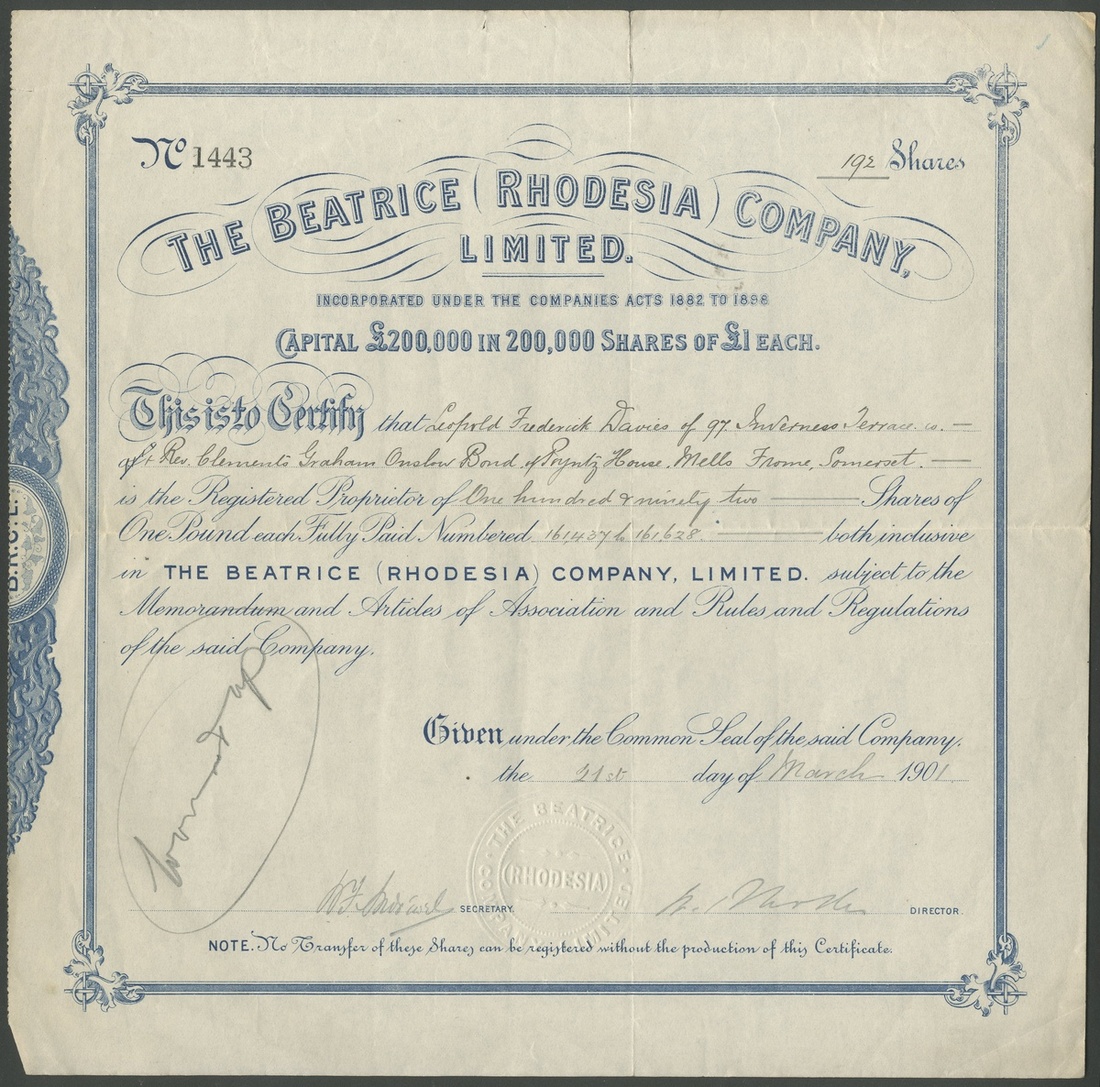 Nº 1443
192 Shares
THE BEATRICE (RHODESIA) COMPANY,
LIMITED.
INCORPORATED UNDER THE COMPANIES ACTS 1882 TO 1898
CAPITAL £200,000 IN 200,000 SHARES OF £1 EACH.
This is to Certify that Leopold Frederick Davies of 97 Inverness Terrace. W. —
Rev. Clements Graham Onslow Bond, of Poyntz House, Mells Frome, Somerset. —
is the Registered Proprietor of One hundred & ninety two — Shares of
One Pound each Fully Paid Numbered 161,437 to 161,628. — both inclusive
in THE BEATRICE (RHODESIA) COMPANY, LIMITED. subject to the
Memorandum and Articles of Association and Rules and Regulations
of the said Company.
B.R.C.L.
wound up
Given under the Common Seal of the said Company.
the 21st day of March 1901
THE BEATRICE (RHODESIA) COMPANY LIMITED
SECRETARY.
DIRECTOR.
NOTE. No Transfer of these Shares can be registered without the production of this Certificate.